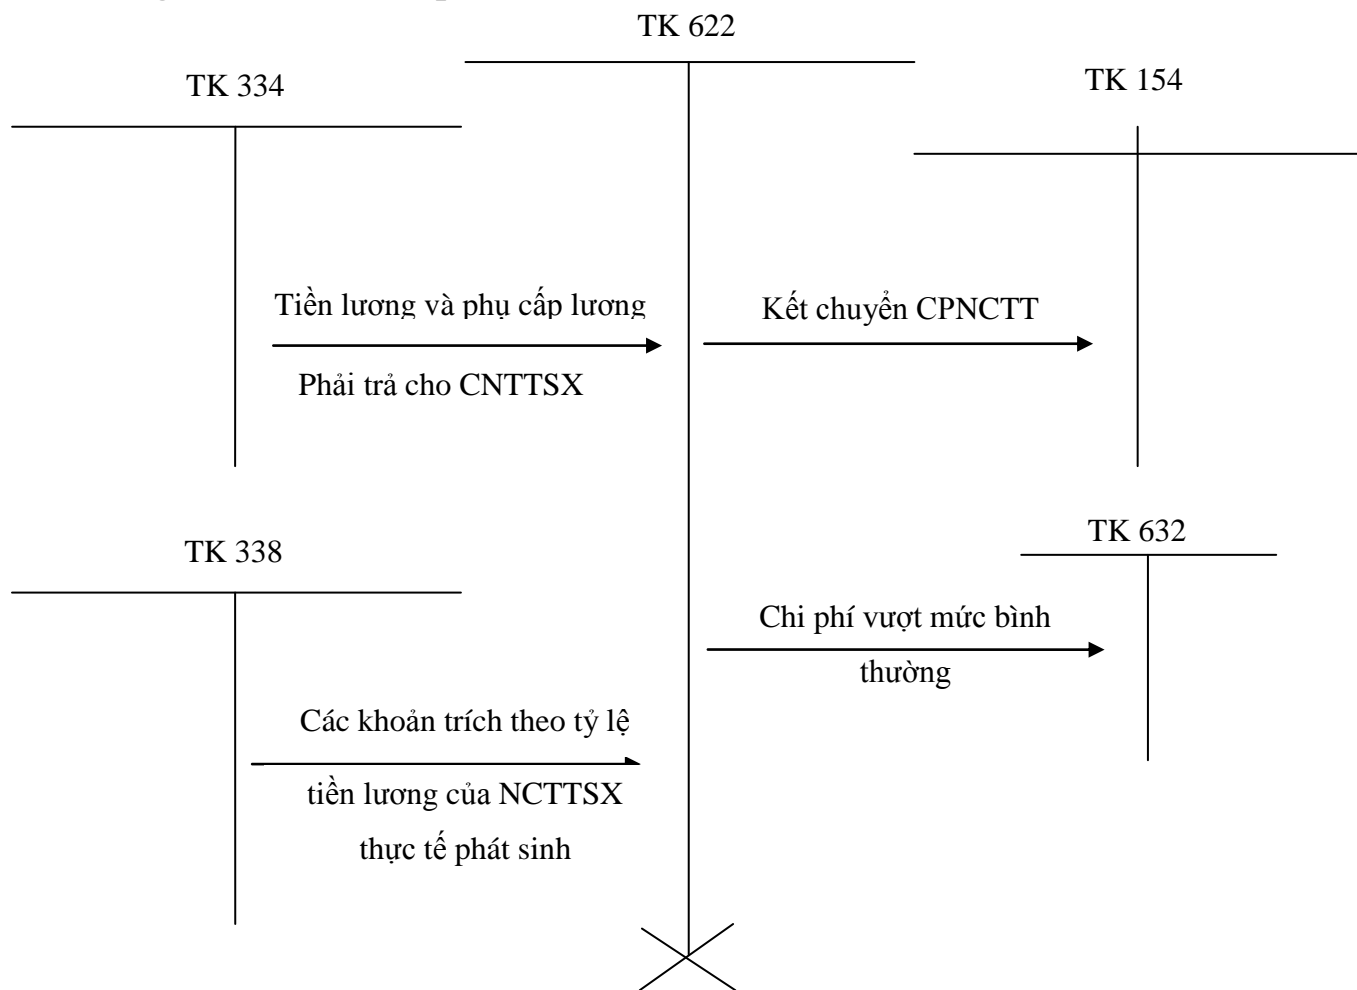 TK 622
TK 334
TK 154
Tiền lương và phụ cấp lương
Phải trả cho CNTTSX
Kết chuyển CPNCTT
TK 338
TK 632
Chi phí vượt mức bình
thường
Các khoản trích theo tỷ lệ
tiền lương của NCTTSX
thực tế phát sinh